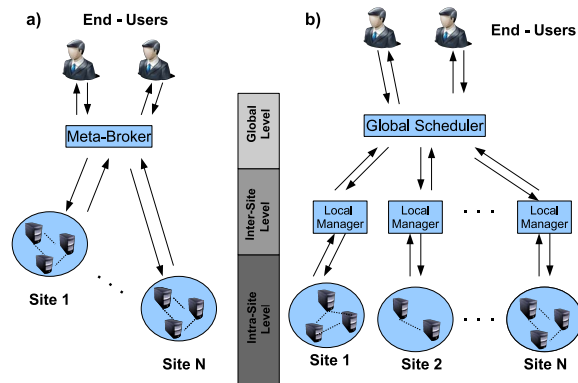 a)
End - Users
Meta-Broker
Site 1
. . .
Site N
Global
Level
Inter-Site
Level
Intra-Site
Level
b)
End - Users
Global Scheduler
Local
Manager
Local
Manager
. . .
Local
Manager
Site 1
Site 2
. . .
Site N